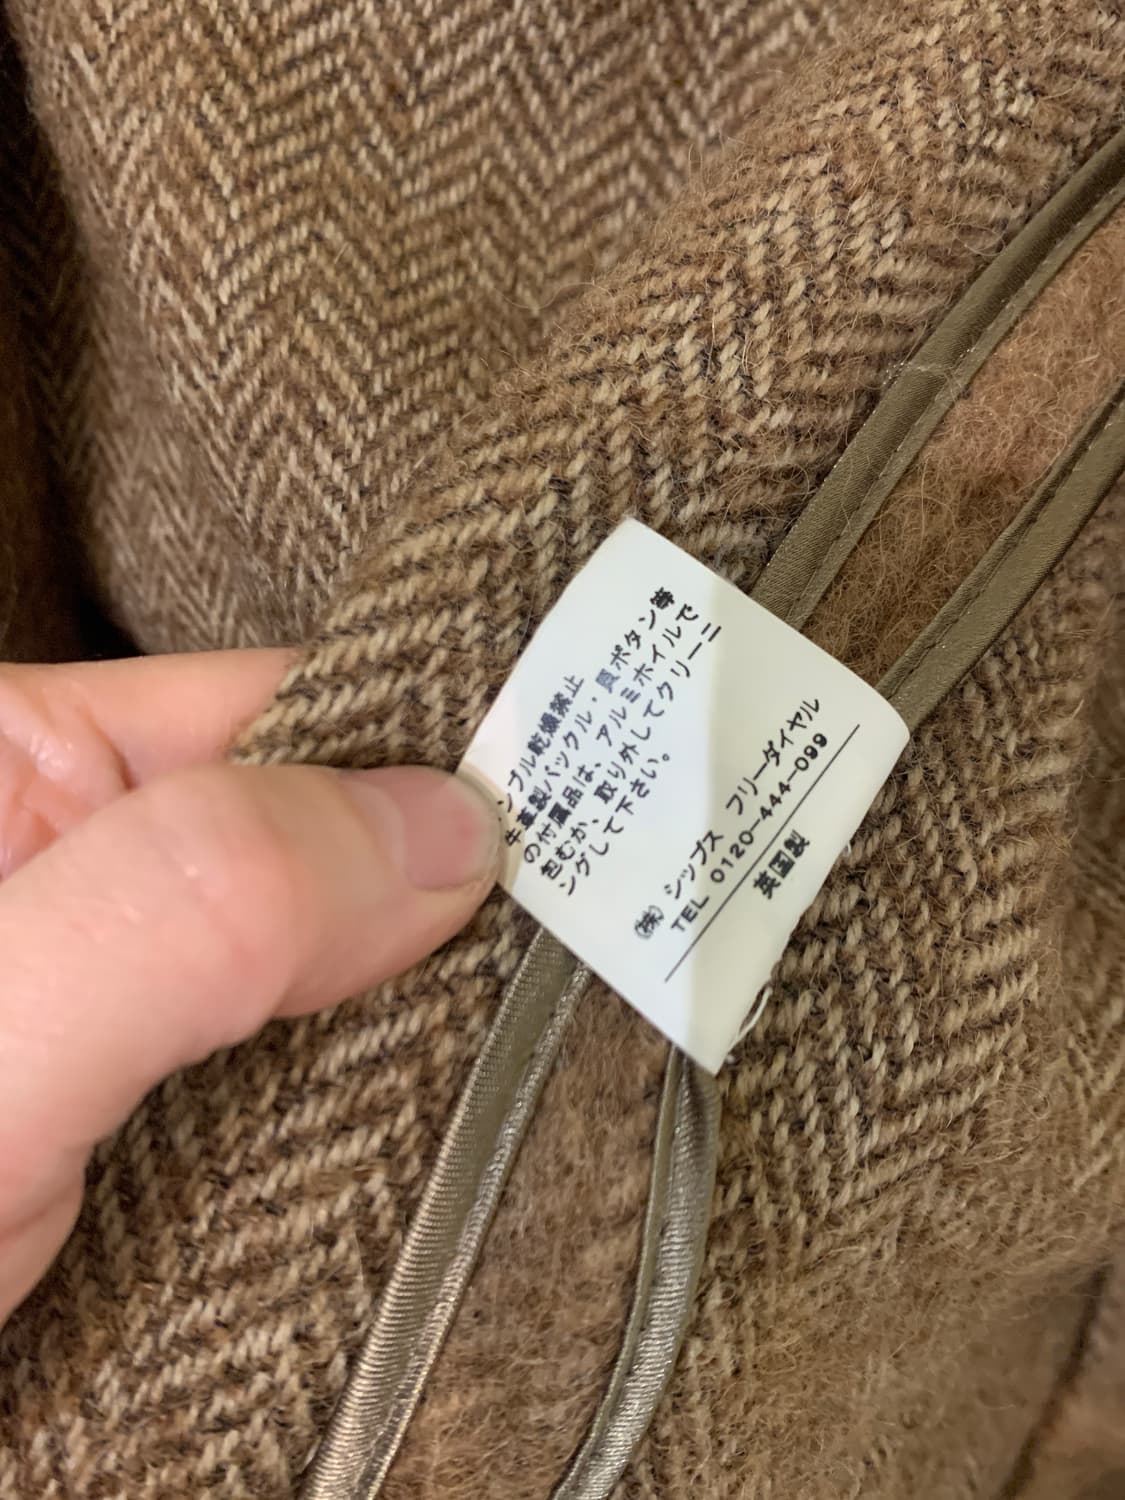 ンブル乾燥禁止
牛革製バックル・貝ボタン等
の付属品は、アルミホイルで
包むか、取り外してクリーニ
ングして下さい。
(株) シップス フリーダイヤル
TEL 0120-444-099
英国製